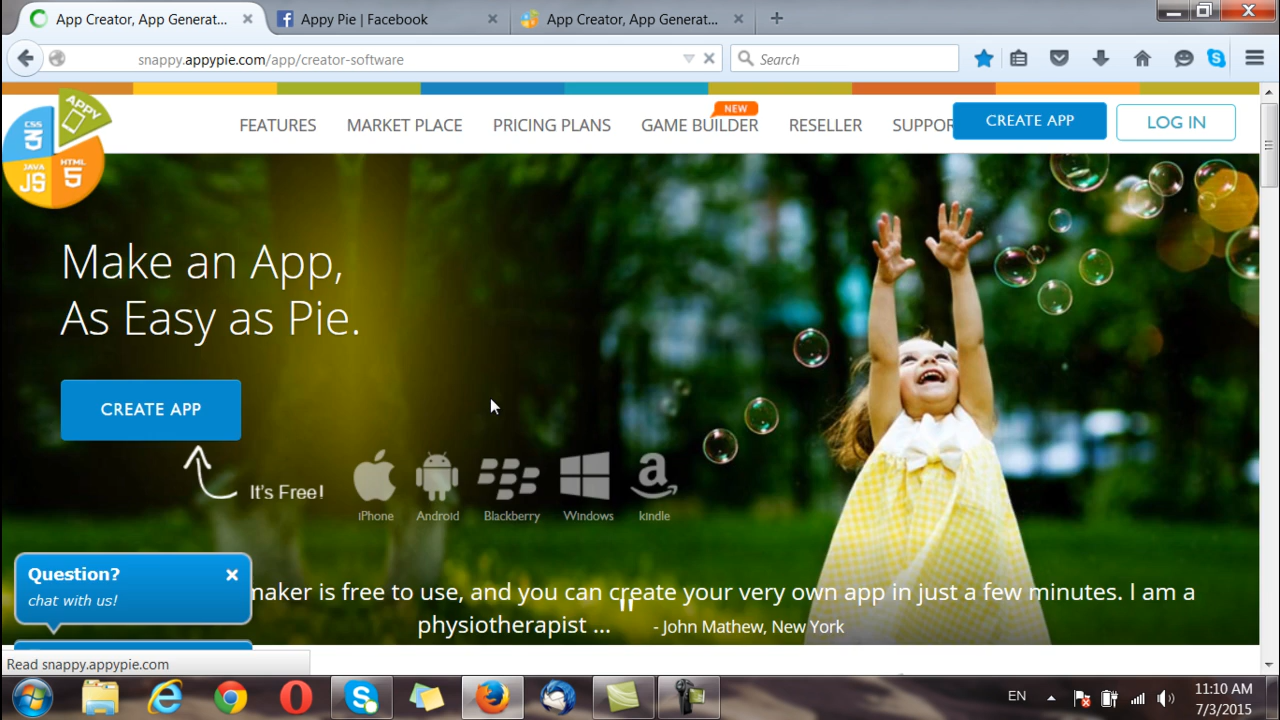 App Creator, App Generat...
Appy Pie | Facebook
App Creator, App Generat...
snappy.appypie.com/app/creator-software
Search
APPY
CSS
3
JAVA
JS
HTML
5
FEATURES
MARKET PLACE
PRICING PLANS
NEW
GAME BUILDER
RESELLER
SUPPOR
CREATE APP
LOG IN
Make an App,
As Easy as Pie.
CREATE APP
It's Free!
iPhone
Android
Blackberry
Windows
kindle
Question?
chat with us!
maker is free to use, and you can create your very own app in just a few minutes. I am a
physiotherapist ... " - John Mathew, New York
Read snappy.appypie.com
EN
11:10 AM
7/3/2015